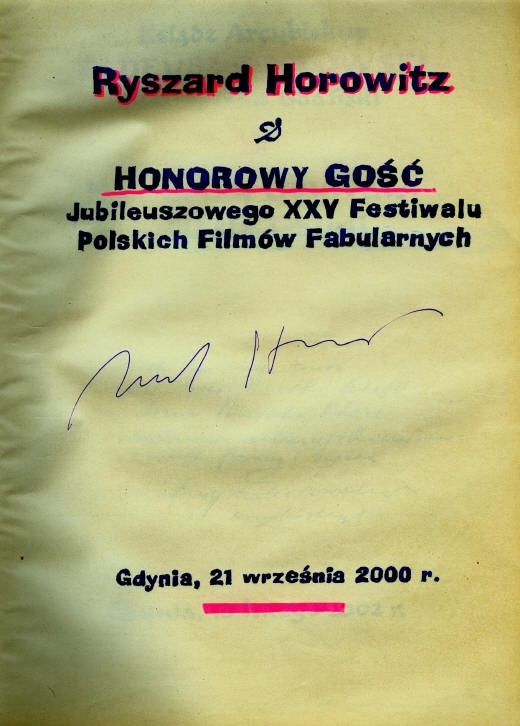 Ryszard Horowitz
HONOROWY GOŚĆ
Jubileuszowego XXV Festiwalu
Polskich Filmów Fabularnych
Gdynia, 21 września 2000 r.